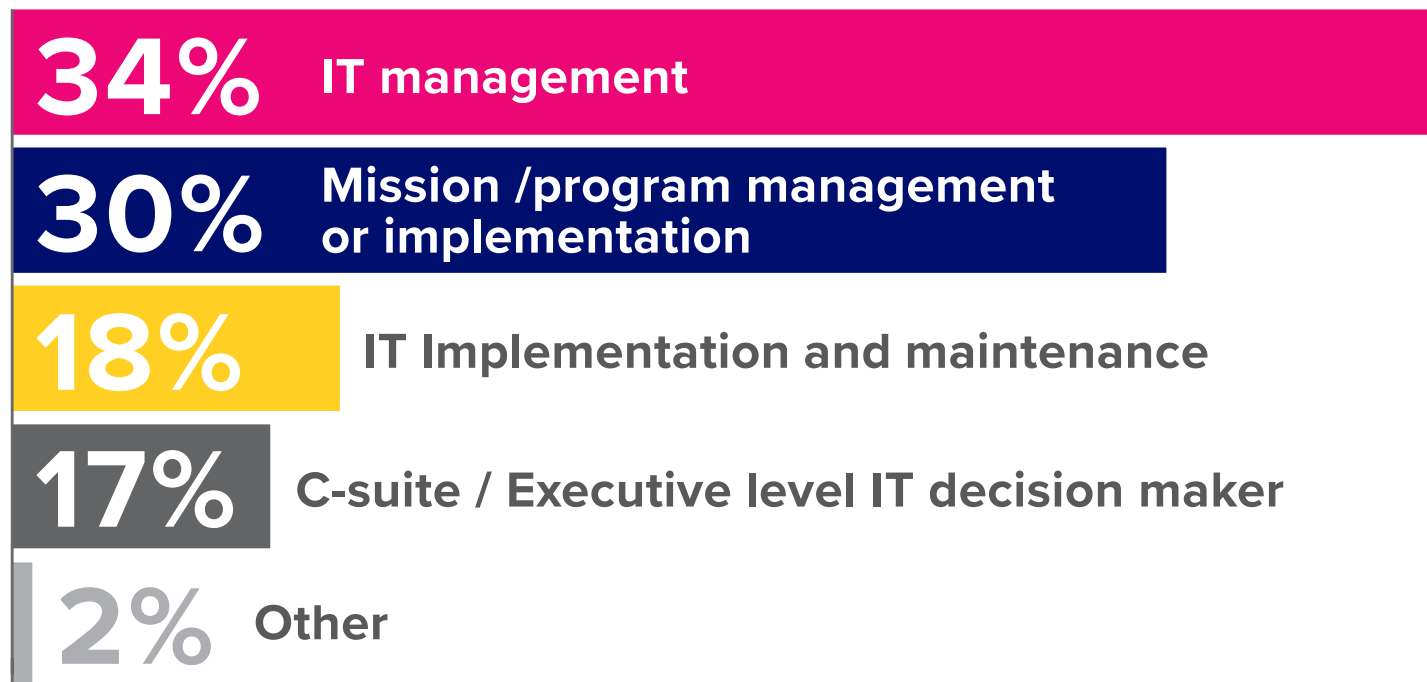 34% IT management
30% Mission /program management
or implementation
18% IT Implementation and maintenance
17% C-suite / Executive level IT decision maker
2% Other